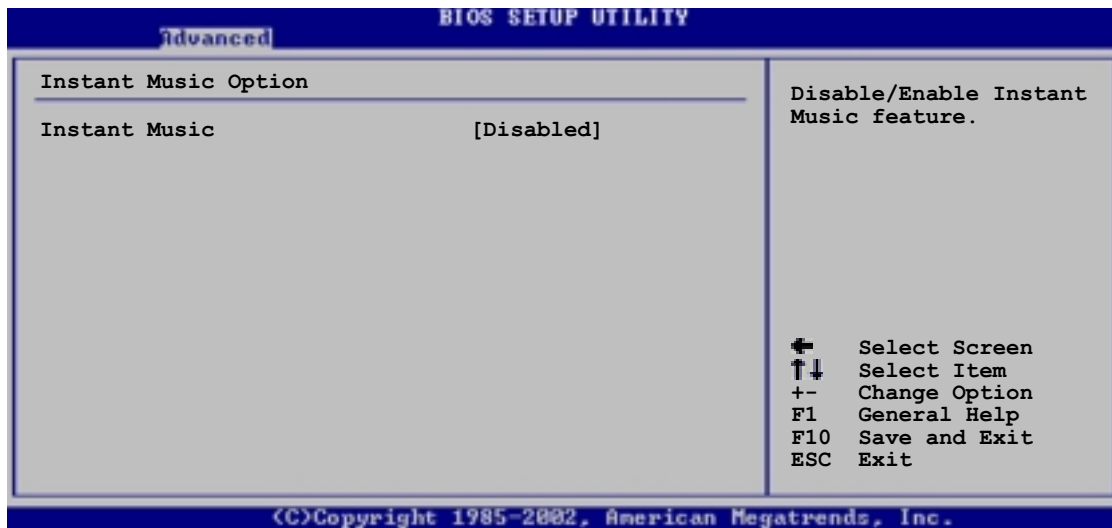 BIOS SETUP UTILITY
Advanced
Instant Music Option
Instant Music [Disabled]
Disable/Enable Instant
Music feature.
← Select Screen
↑↓ Select Item
+- Change Option
F1 General Help
F10 Save and Exit
ESC Exit
(C)Copyright 1985-2002, American Megatrends, Inc.